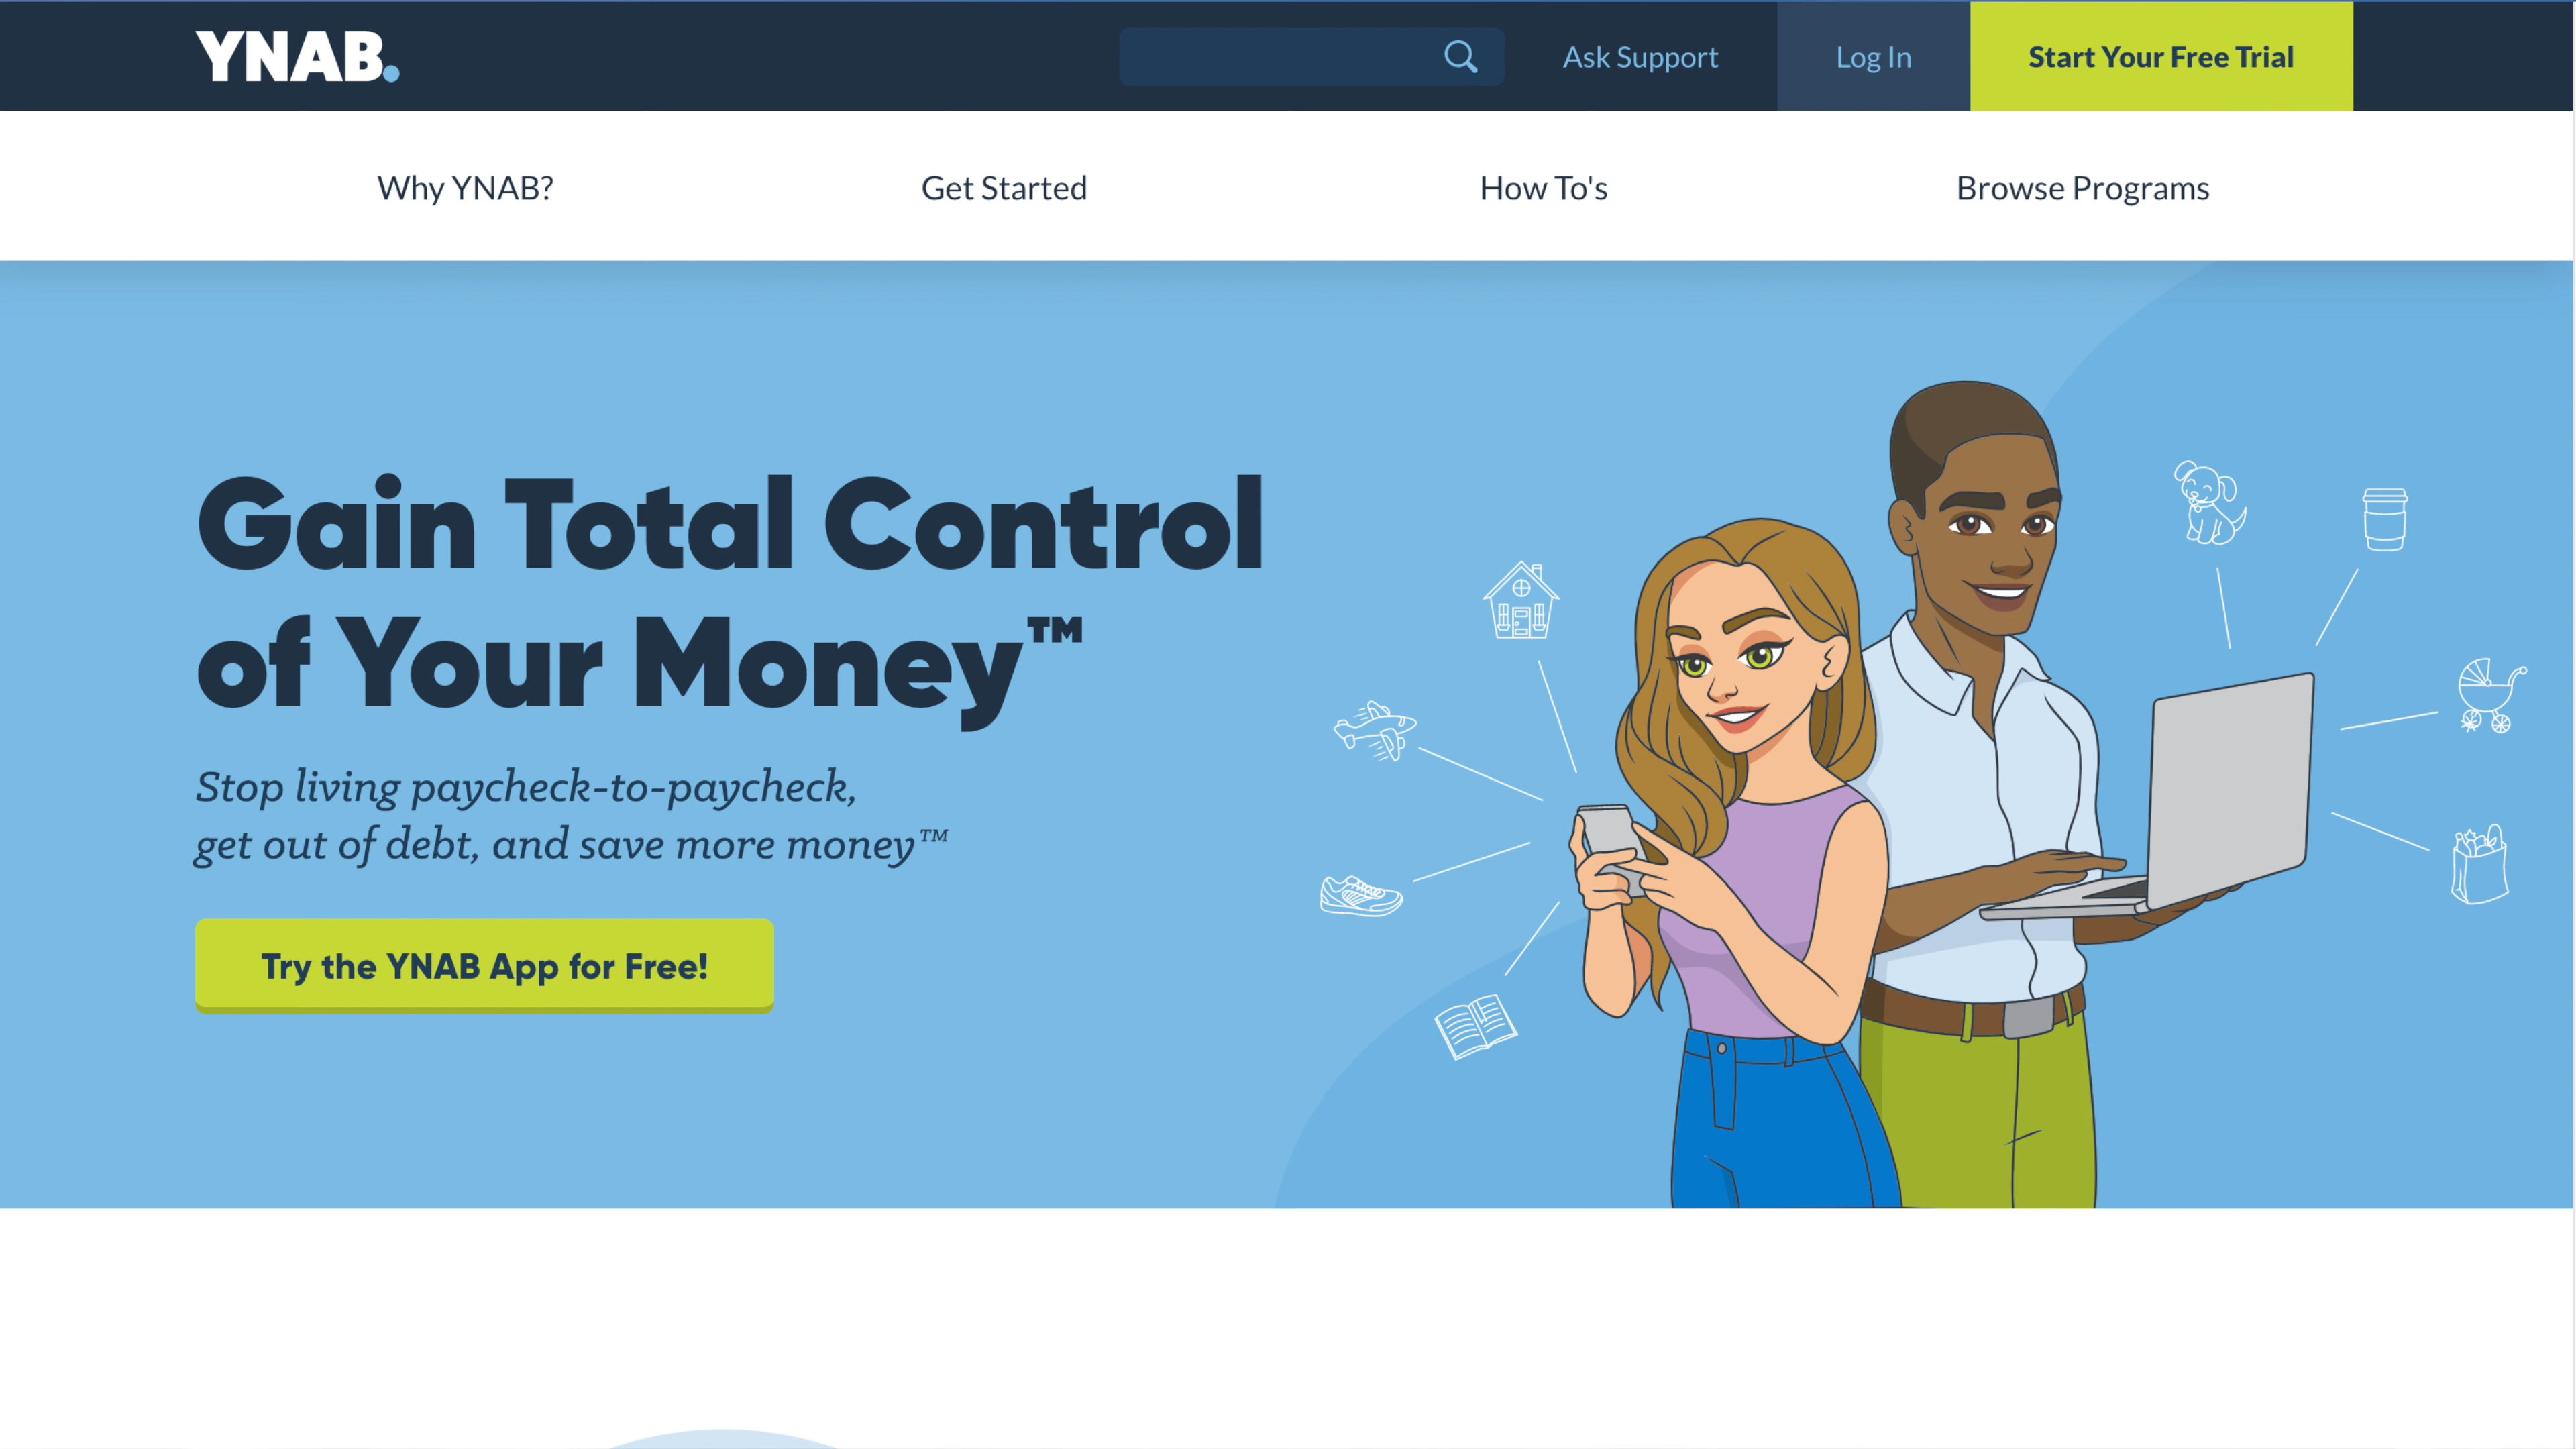 YNAB.
Ask Support
Log In
Start Your Free Trial
Why YNAB?
Get Started
How To's
Browse Programs
Gain Total Control
of Your Money™
Stop living paycheck-to-paycheck,
get out of debt, and save more money™
Try the YNAB App for Free!